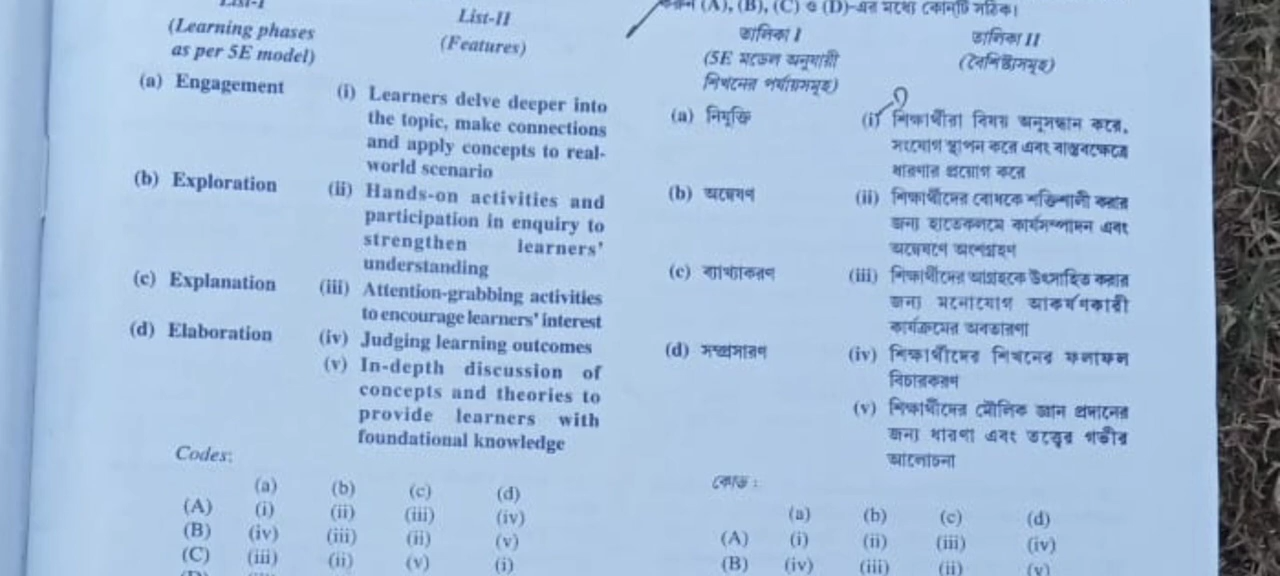 List-I
(Learning phases
as per 5E model)
List-II
(Features)
(a) Engagement
(i) Learners delve deeper into
the topic, make connections
and apply concepts to real-
world scenario
(b) Exploration
(ii) Hands-on activities and
participation in enquiry to
strengthen learners'
understanding
(c) Explanation
(iii) Attention-grabbing activities
to encourage learners' interest
(d) Elaboration
(iv) Judging learning outcomes
(v) In-depth discussion of
concepts and theories to
provide learners with
foundational knowledge
Codes:
(a) (b) (c) (d)
(A) (i) (ii) (iii) (iv)
(B) (iv) (iii) (ii) (v)
(C) (iii) (ii) (v) (i)
(A), (B), (C) ও (D)-এর মধ্যে কোনটি সঠিক।
তালিকা I
(5E মডেল অনুযায়ী
শিখনের পর্যায়সমূহ)
তালিকা II
(বৈশিষ্ট্যসমূহ)
(a) নিযুক্তি
(i) শিক্ষার্থীরা বিষয় অনুসন্ধান করে,
সংযোগ স্থাপন করে এবং বাস্তবক্ষেত্রে
ধারণার প্রয়োগ করে
(b) অন্বেষণ
(ii) শিক্ষার্থীদের বোধকে শক্তিশালী করার
জন্য হাতেকলমে কার্যসম্পাদন এবং
অন্বেষণে অংশগ্রহণ
(c) ব্যাখ্যাকরণ
(iii) শিক্ষার্থীদের আগ্রহকে উৎসাহিত করার
জন্য মনোযোগ আকর্ষণকারী
কার্যক্রমের অবতারণা
(d) সম্প্রসারণ
(iv) শিক্ষার্থীদের শিখনের ফলাফল
বিচারকরণ
(v) শিক্ষার্থীদের মৌলিক জ্ঞান প্রদানের
জন্য ধারণা এবং তত্ত্বের গভীর
আলোচনা
কোড :
(a) (b) (c) (d)
(A) (i) (ii) (iii) (iv)
(B) (iv) (iii) (ii) (v)